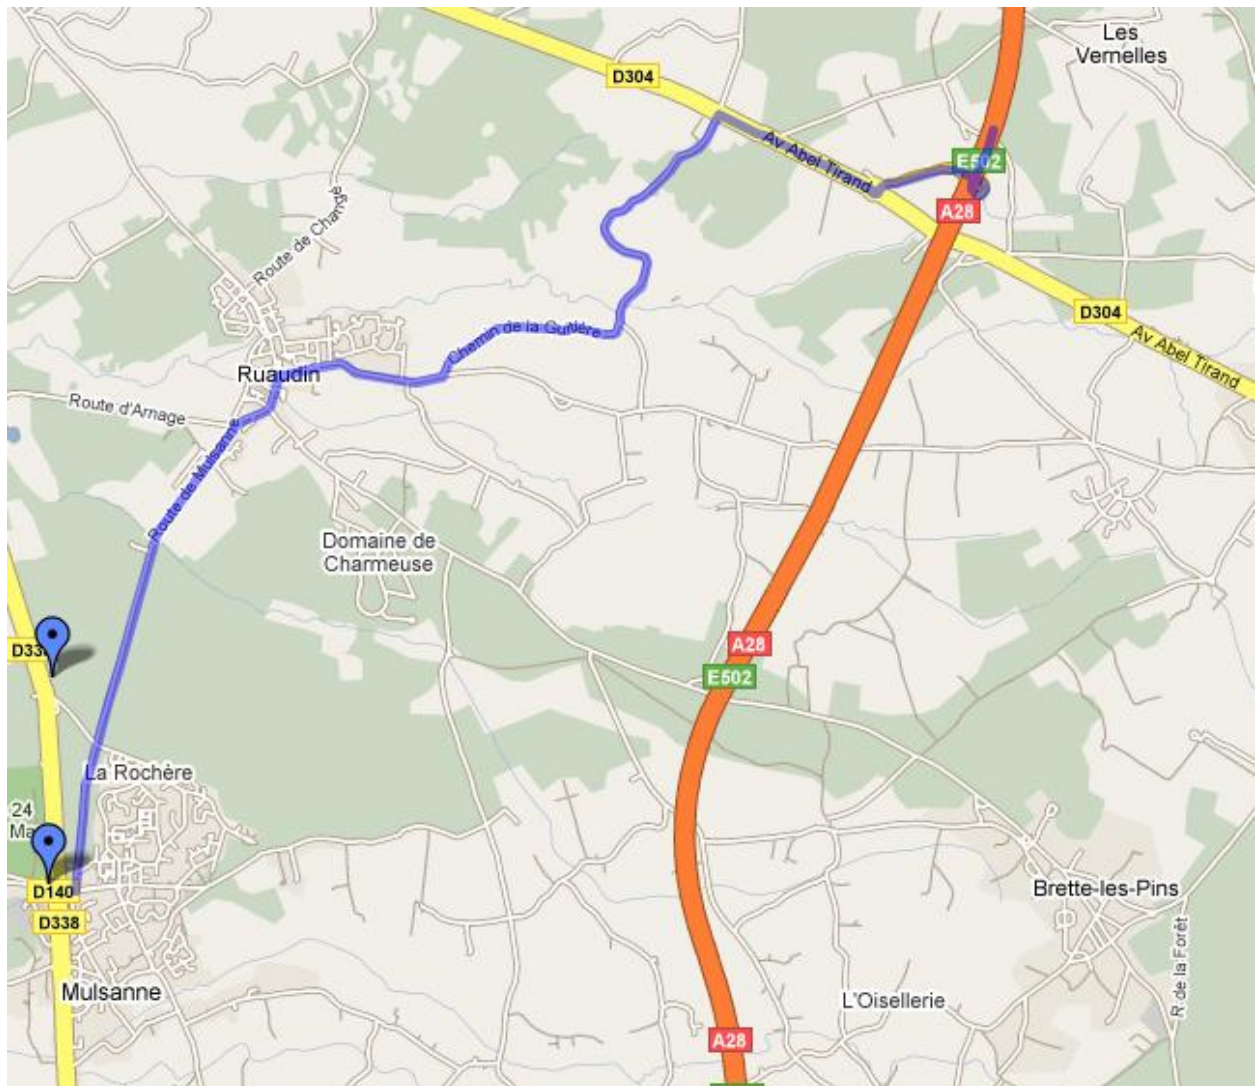 Les
Vernelles
D304
Av Abel Tirand
E502
A28
Route de Changé
D304
Av Abel Tirand
Chemin de la
Ruaudin
Route d'Arnage
Route de Mulsanne
Domaine de
Charmeuse
A28
D33
E502
La Rochère
24
Ma
D140
Brette-les-Pins
D338
R de la Forêt
Mulsanne
L'Oisellerie
A28